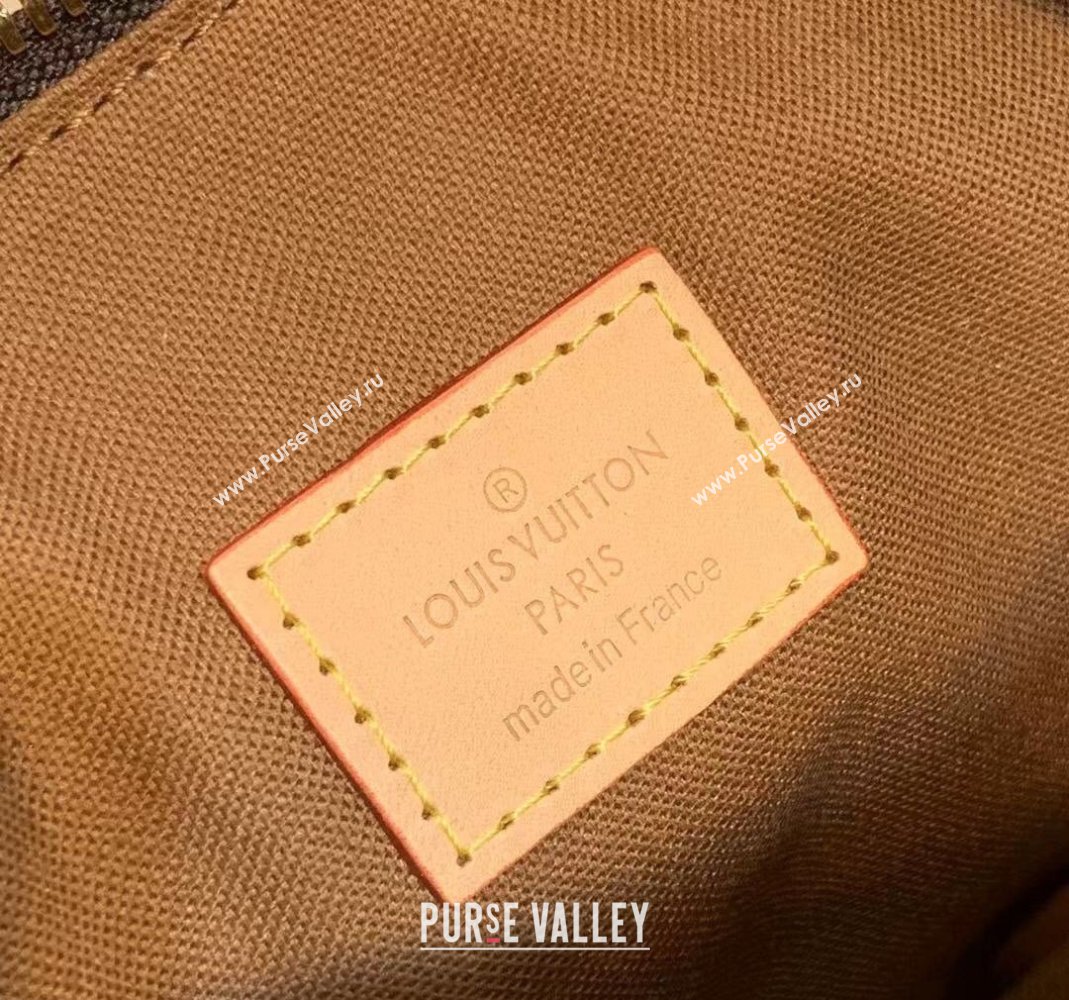 www.PurseValley.ru
www.PurseValley.ru
®
LOUIS VUITTON
PARIS
made in France
PURSE VALLEY